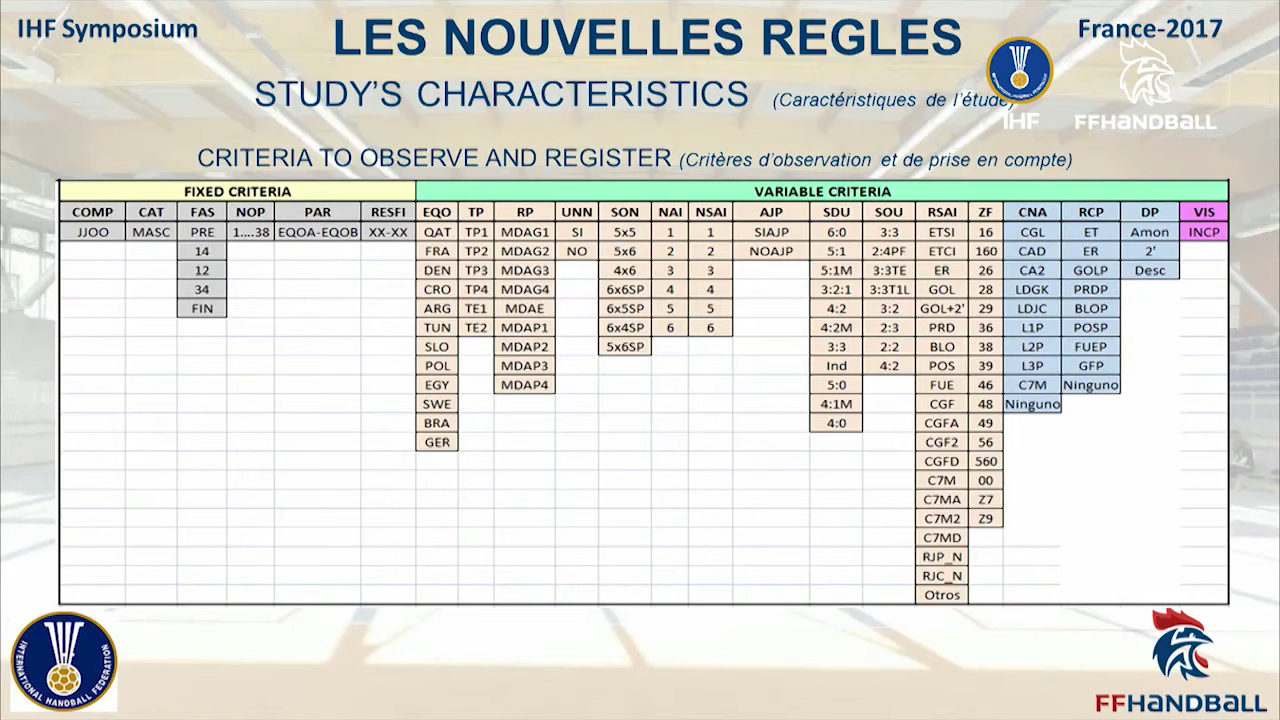 IHF Symposium
LES NOUVELLES REGLES
France-2017
STUDY'S CHARACTERISTICS (Caractéristiques de l'étude)
IHF
FFHANDBALL
CRITERIA TO OBSERVE AND REGISTER (Critères d'observation et de prise en compte)
FIXED CRITERIA VARIABLE CRITERIA
COMP CAT FAS NOP PAR RESFI EQO TP RP UNN SON NAI NSAI AJP SDU SOU RSAI ZF CNA RCP DP VIS
JJOO MASC PRE 1....38 EQOA-EQOB XX-XX QAT TP1 MDAG1 SI 5x5 1 1 SIAJP 6:0 3:3 ETSI 16 CGL ET Amon INCP
14 FRA TP2 MDAG2 NO 5x6 2 2 NOAJP 5:1 2:4PF ETCI 160 CAD ER 2'
12 DEN TP3 MDAG3 4x6 3 3 5:1M 3:3TE ER 26 CA2 GOLP Desc
34 CRO TP4 MDAG4 6x6SP 4 4 3:2:1 3:3T1L GOL 28 LDGK PRDP
FIN ARG TE1 MDAE 6x5SP 5 5 4:2 3:2 GOL+2' 29 LDJC BLOP
TUN TE2 MDAP1 6x4SP 6 6 4:2M 2:3 PRD 36 L1P POSP
SLO MDAP2 5x6SP 3:3 2:2 BLO 38 L2P FUEP
POL MDAP3 Ind 4:2 POS 39 L3P GFP
EGY MDAP4 5:0 FUE 46 C7M Ninguno
SWE 4:1M CGF 48 Ninguno
BRA 4:0 CGFA 49
GER CGF2 56
CGFD 560
C7M 00
C7MA Z7
C7M2 Z9
C7MD
RJP_N
RJC_N
Otros
INTERNATIONAL HANDBALL FEDERATION
FFHANDBALL